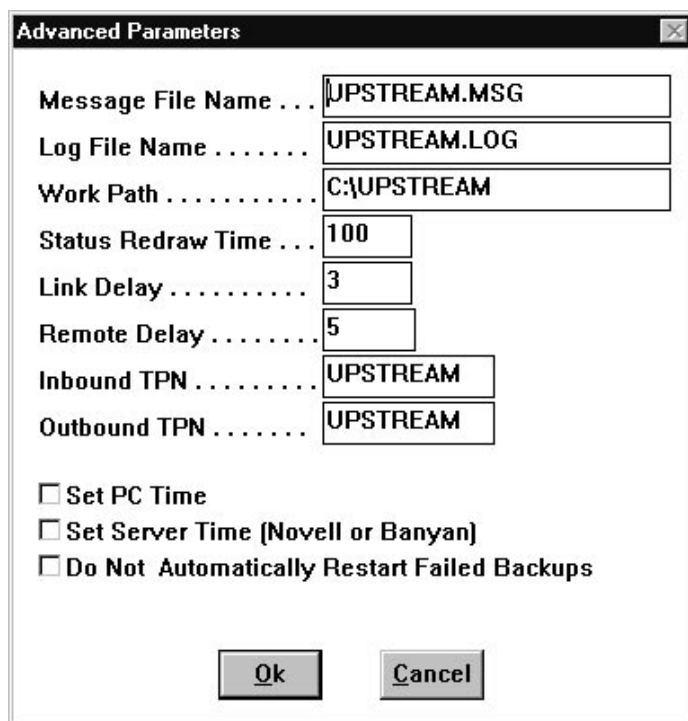 Advanced Parameters
Message File Name . . . UPSTREAM.MSG
Log File Name . . . . . . . UPSTREAM.LOG
Work Path . . . . . . . . . . . C:\UPSTREAM
Status Redraw Time . . . 100
Link Delay . . . . . . . . . . 3
Remote Delay . . . . . . . . 5
Inbound TPN . . . . . . . . . UPSTREAM
Outbound TPN . . . . . . . UPSTREAM
Set PC Time
Set Server Time (Novell or Banyan)
Do Not Automatically Restart Failed Backups
Ok Cancel